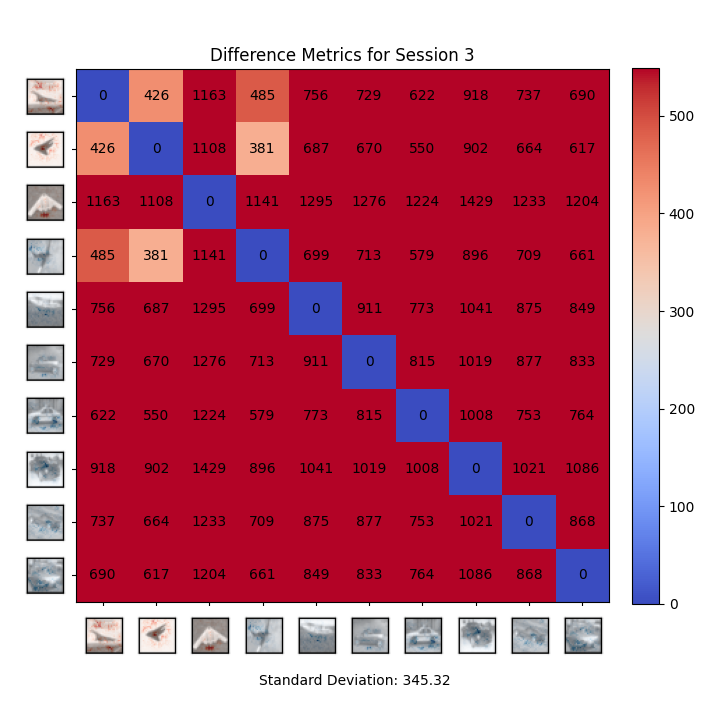 Difference Metrics for Session 3
0 426 1163 485 756 729 622 918 737 690
426 0 1108 381 687 670 550 902 664 617
1163 1108 0 1141 1295 1276 1224 1429 1233 1204
485 381 1141 0 699 713 579 896 709 661
756 687 1295 699 0 911 773 1041 875 849
729 670 1276 713 911 0 815 1019 877 833
622 550 1224 579 773 815 0 1008 753 764
918 902 1429 896 1041 1019 1008 0 1021 1086
737 664 1233 709 875 877 753 1021 0 868
690 617 1204 661 849 833 764 1086 868 0
500
400
300
200
100
0
Standard Deviation: 345.32